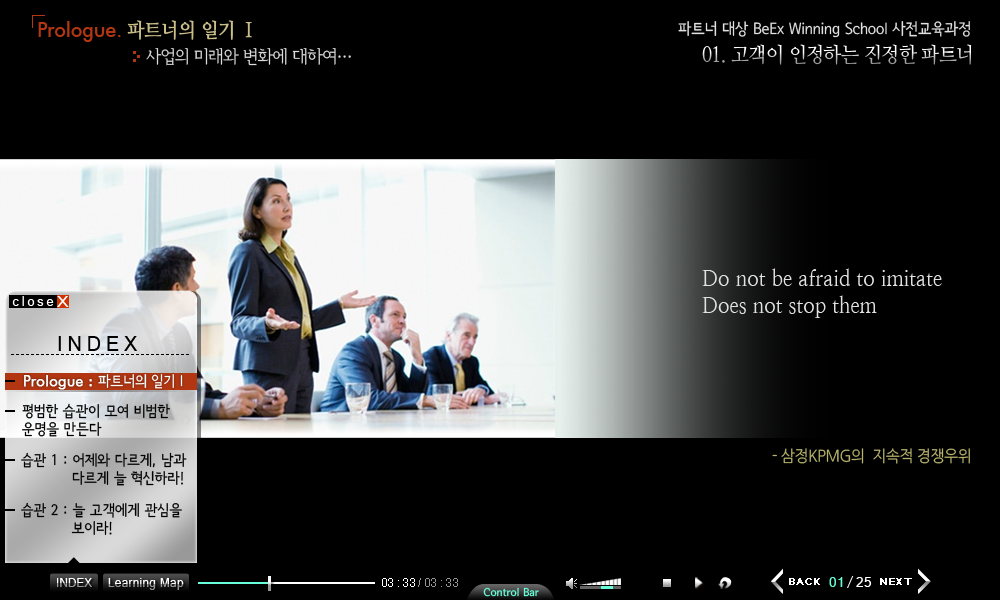 Prologue. 파트너의 일기 I
사업의 미래와 변화에 대하여…
파트너 대상 BeEx Winning School 사전교육과정
01. 고객이 인정하는 진정한 파트너
Do not be afraid to imitate
Does not stop them
- 삼정KPMG의 지속적 경쟁우위
close X
INDEX
Prologue : 파트너의 일기 I
평범한 습관이 모여 비범한
운명을 만든다
습관 1 : 어제와 다르게, 남과
다르게 늘 혁신하라!
습관 2 : 늘 고객에게 관심을
보이라!
INDEX Learning Map 03 : 33 / 03 : 33 Control Bar BACK 01 / 25 NEXT